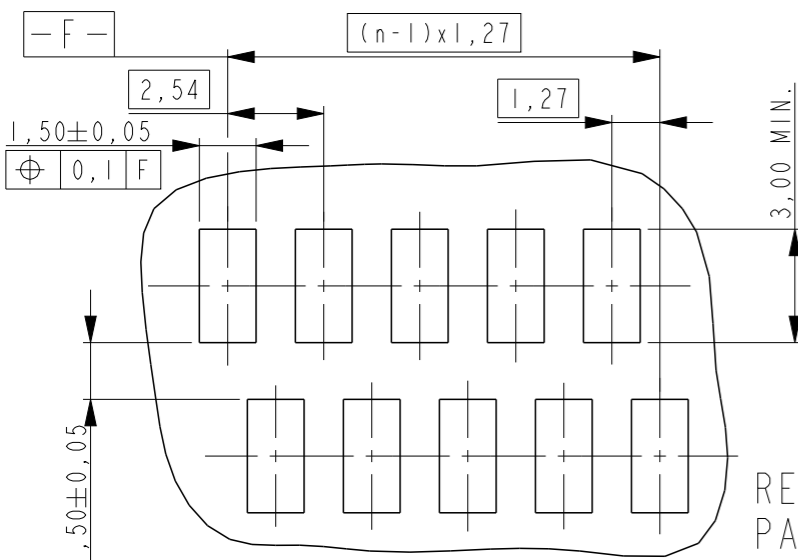 -F-
(n-1)x1,27
2,54
1,27
1,50±0,05
⌖ 0,1 F
3,00 MIN.
,50±0,05
RE
PA